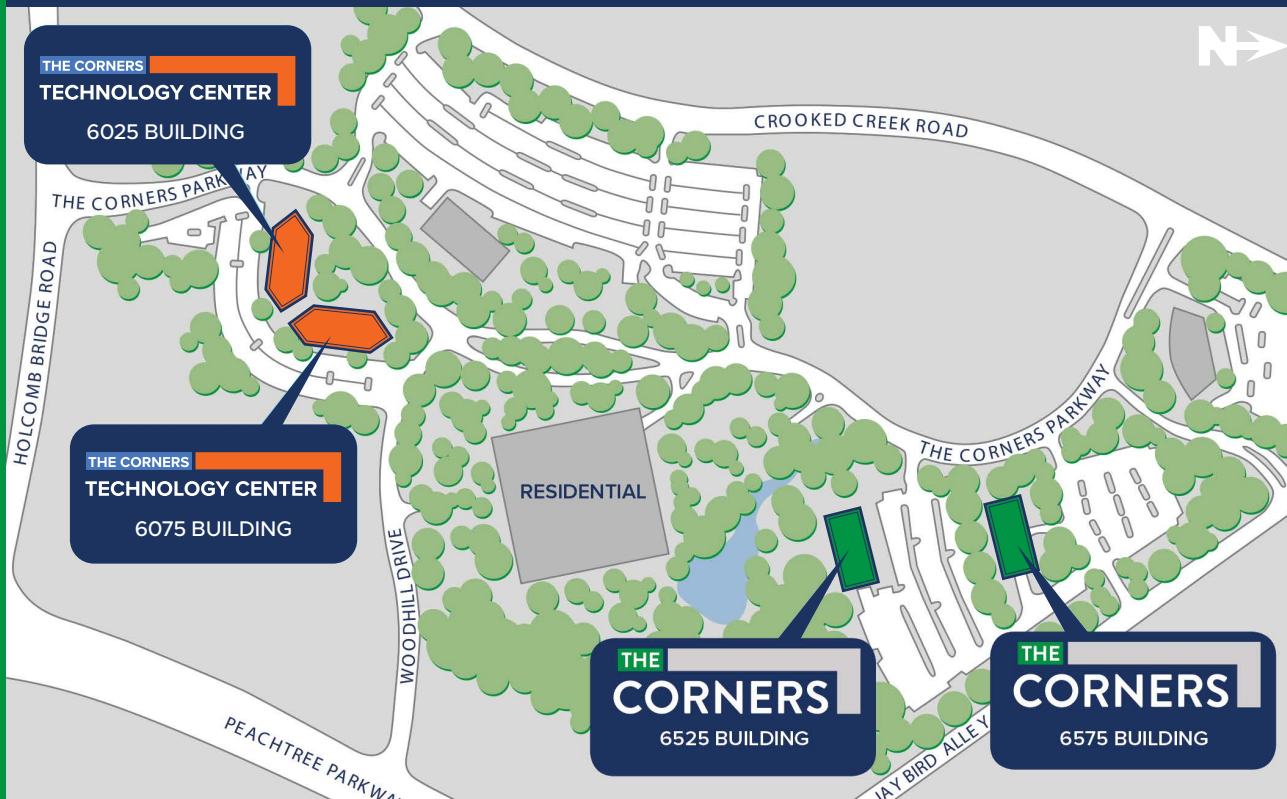 N
THE CORNERS
TECHNOLOGY CENTER
6025 BUILDING
CROOKED CREEK ROAD
THE CORNERS PARKWAY
HOLCOMB BRIDGE ROAD
THE CORNERS PARKWAY
THE CORNERS
TECHNOLOGY CENTER
6075 BUILDING
RESIDENTIAL
WOODHILL DRIVE
THE
CORNERS
6525 BUILDING
THE
CORNERS
6575 BUILDING
PEACHTREE PARKWAY
JAY BIRD ALLEY